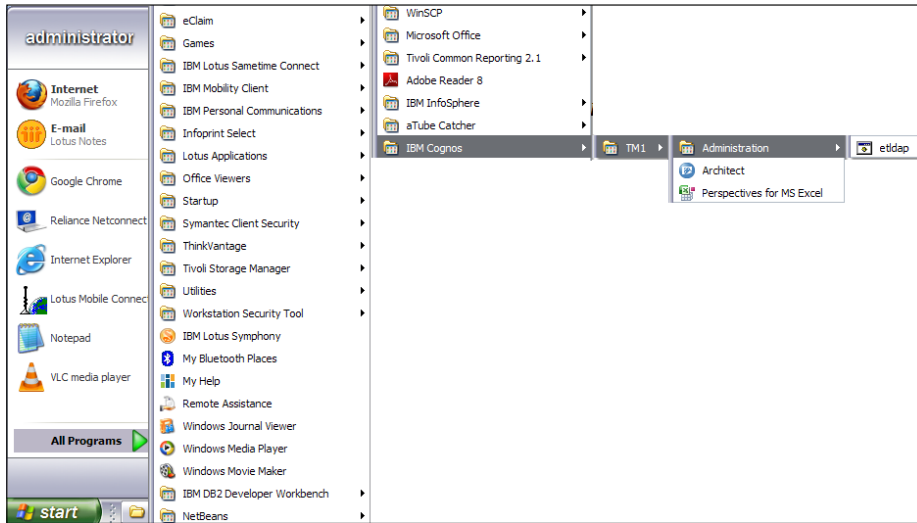 administrator
Internet
Mozilla Firefox
E-mail
Lotus Notes
Google Chrome
Reliance Netconnect
Internet Explorer
Lotus Mobile Connec
Notepad
VLC media player
All Programs
start
eClaim
Games
IBM Lotus Sametime Connect
IBM Mobility Client
IBM Personal Communications
Infoprint Select
Lotus Applications
Office Viewers
Startup
Symantec Client Security
ThinkVantage
Tivoli Storage Manager
Utilities
Workstation Security Tool
IBM Lotus Symphony
My Bluetooth Places
My Help
Remote Assistance
Windows Journal Viewer
Windows Media Player
Windows Movie Maker
IBM DB2 Developer Workbench
NetBeans
WinSCP
Microsoft Office
Tivoli Common Reporting 2.1
Adobe Reader 8
IBM InfoSphere
aTube Catcher
IBM Cognos
TM1
Administration
Architect
Perspectives for MS Excel
etldap